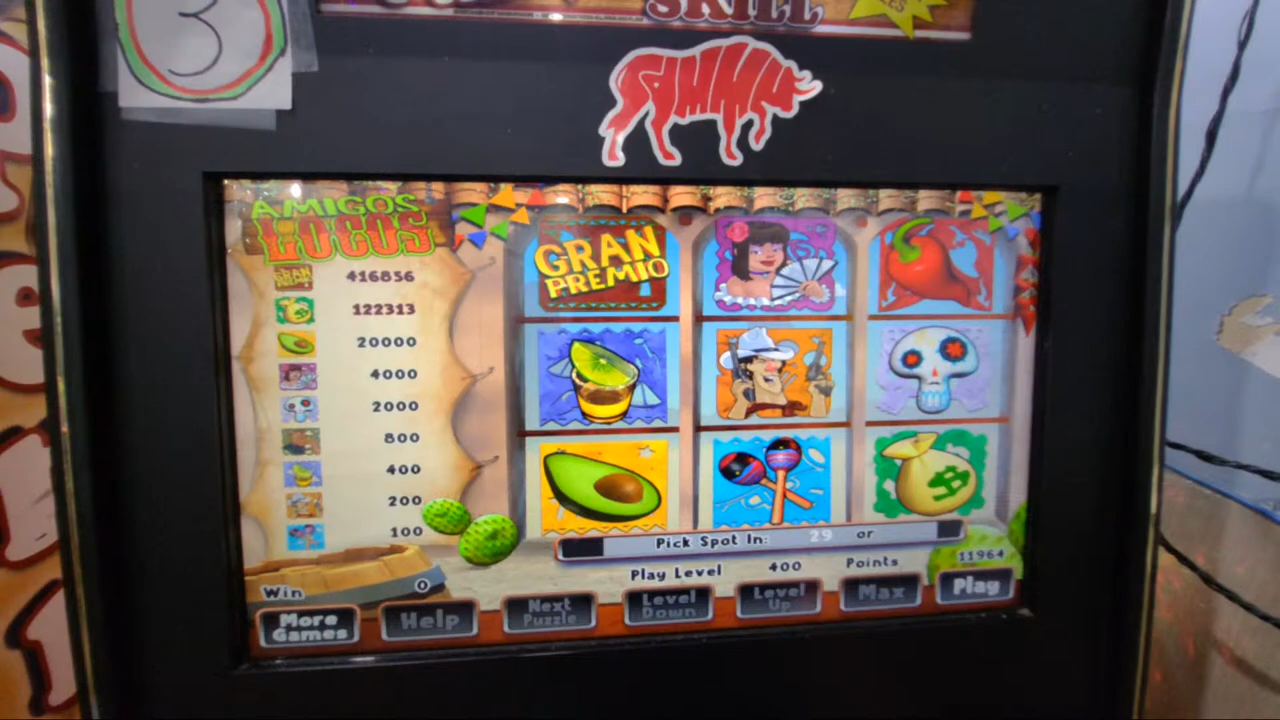 3
SKILL
SAMMY
AMIGOS
LOCOS
GRAN
PREMIO
416856
122313
20000
4000
2000
800
400
200
100
Pick Spot In: 29 or
Play Level 400 Points 11964
Win 0
More
Games
Help
Next
Puzzle
Level
Down
Level
Up
Max
Play